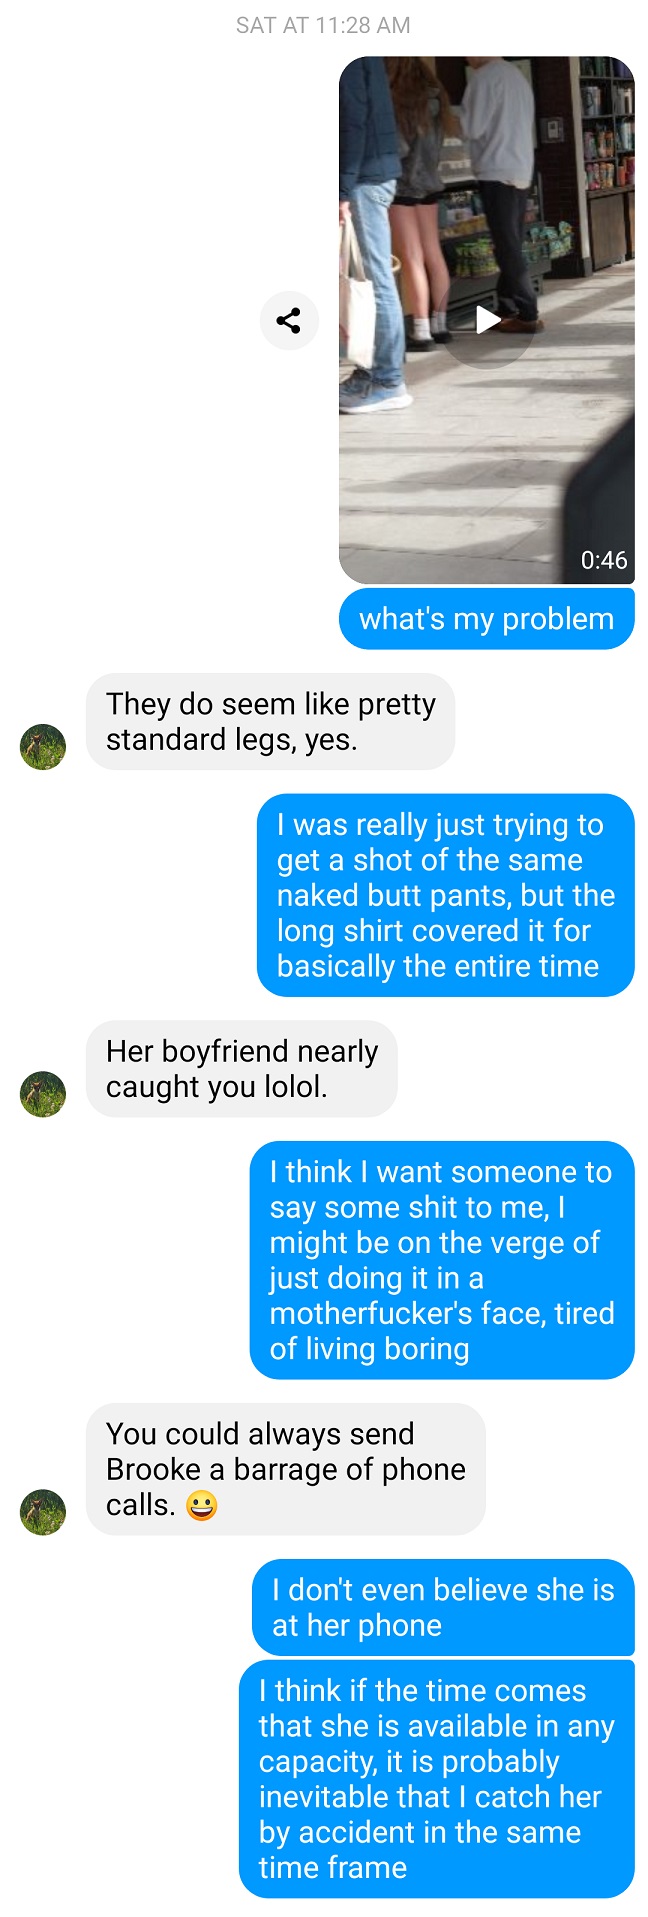 SAT AT 11:28 AM
0:46
what's my problem
They do seem like pretty
standard legs, yes.
I was really just trying to
get a shot of the same
naked butt pants, but the
long shirt covered it for
basically the entire time
Her boyfriend nearly
caught you lolol.
I think I want someone to
say some shit to me, I
might be on the verge of
just doing it in a
motherfucker's face, tired
of living boring
You could always send
Brooke a barrage of phone
calls. 😀
I don't even believe she is
at her phone
I think if the time comes
that she is available in any
capacity, it is probably
inevitable that I catch her
by accident in the same
time frame